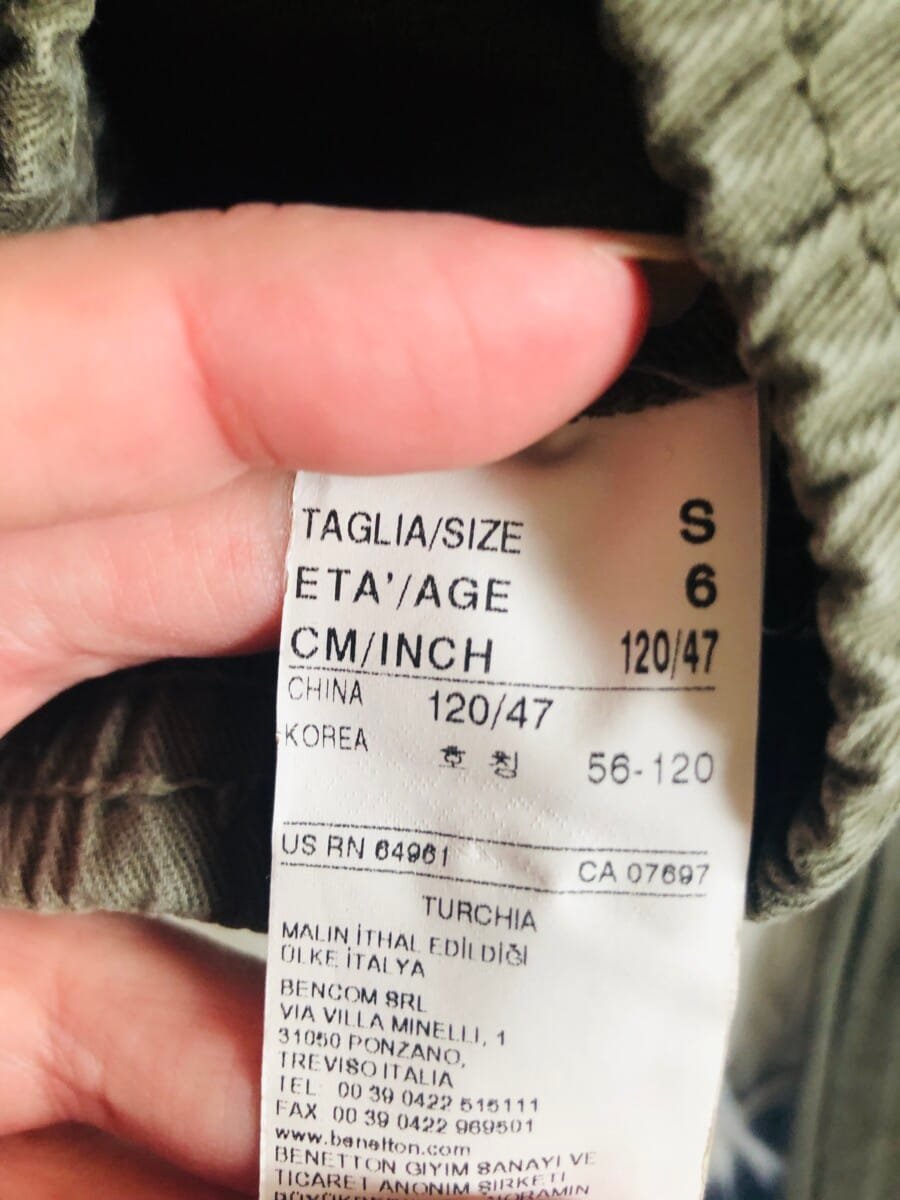 TAGLIA/SIZE S
ETA'/AGE 6
CM/INCH 120/47
CHINA 120/47
KOREA 호칭 56-120
US RN 64961 CA 07697
TURCHIA
MALIN İTHAL EDİLDİĞİ
ÜLKE İTALYA
BENCOM SRL
VIA VILLA MINELLI, 1
31050 PONZANO,
TREVISO ITALIA
TEL: 00 39 0422 515111
FAX 00 39 0422 969501
www.benetton.com
BENETTON GIYIM SANAYI VE
TICARET ANONIM ŞIRKETI